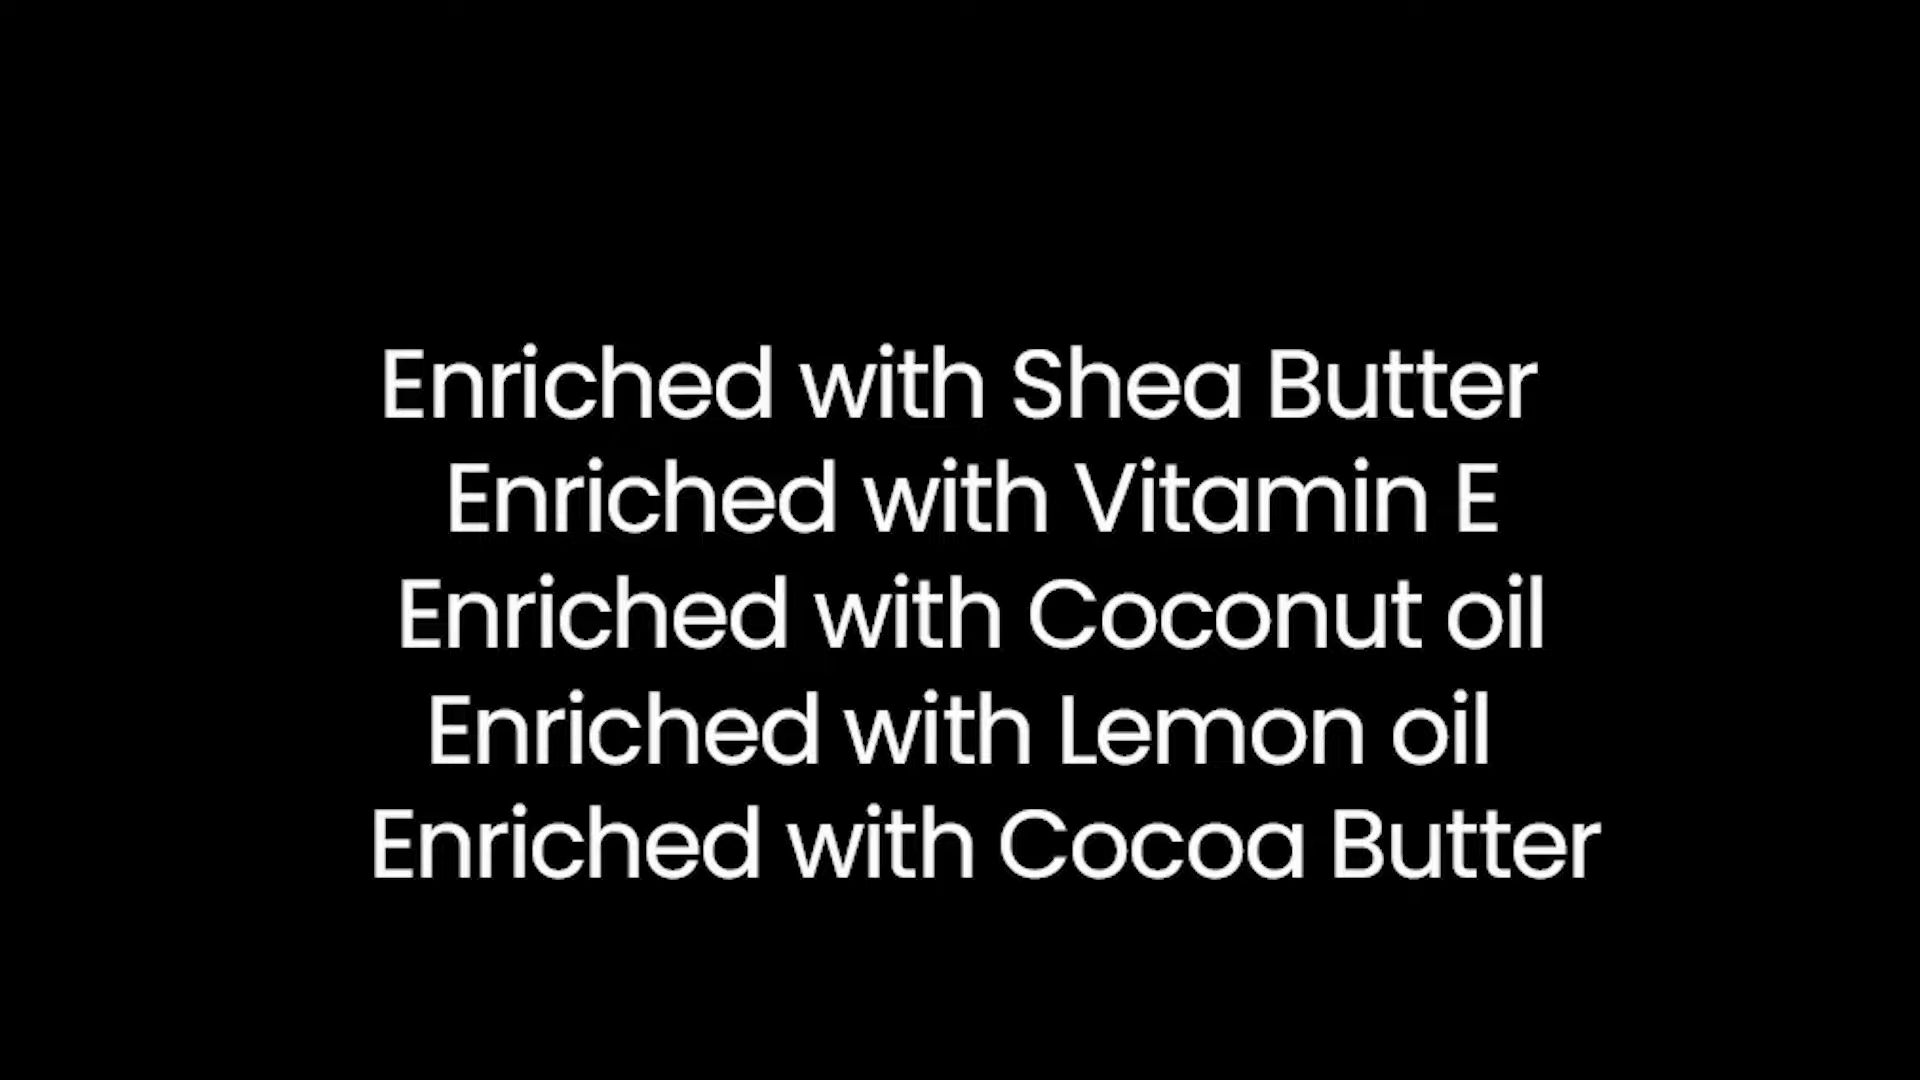 Enriched with Shea Butter
Enriched with Vitamin E
Enriched with Coconut oil
Enriched with Lemon oil
Enriched with Cocoa Butter